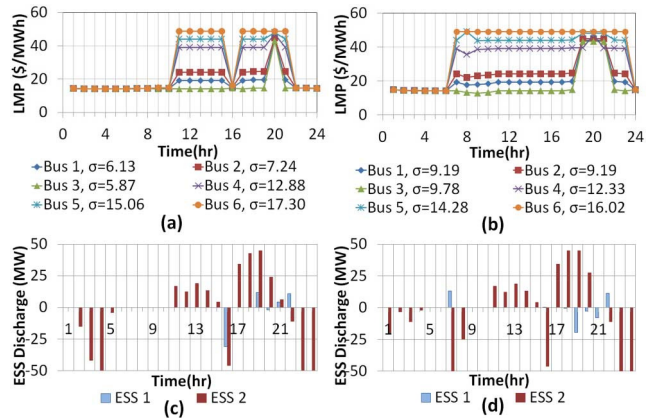 60
40
20
0
LMP ($/MWh)
0 4 8 12 16 20 24
Time(hr)
Bus 1, σ=6.13
Bus 2, σ=7.24
Bus 3, σ=5.87
Bus 4, σ=12.88
Bus 5, σ=15.06
Bus 6, σ=17.30
(a)
60
40
20
0
LMP ($/MWh)
0 2 4 6 8 10 12 14 16 18 20 22 24
Time(hr)
Bus 1, σ=9.19
Bus 2, σ=9.19
Bus 3, σ=9.78
Bus 4, σ=12.33
Bus 5, σ=14.28
Bus 6, σ=16.02
(b)
50
25
0
-25
-50
ESS Discharge (MW)
1 5 9 13 17 21
Time(hr)
ESS 1 ESS 2
(c)
50
25
0
-25
-50
ESS Discharge (MW)
1 5 9 13 17 21
Time(hr)
ESS 1 ESS 2
(d)